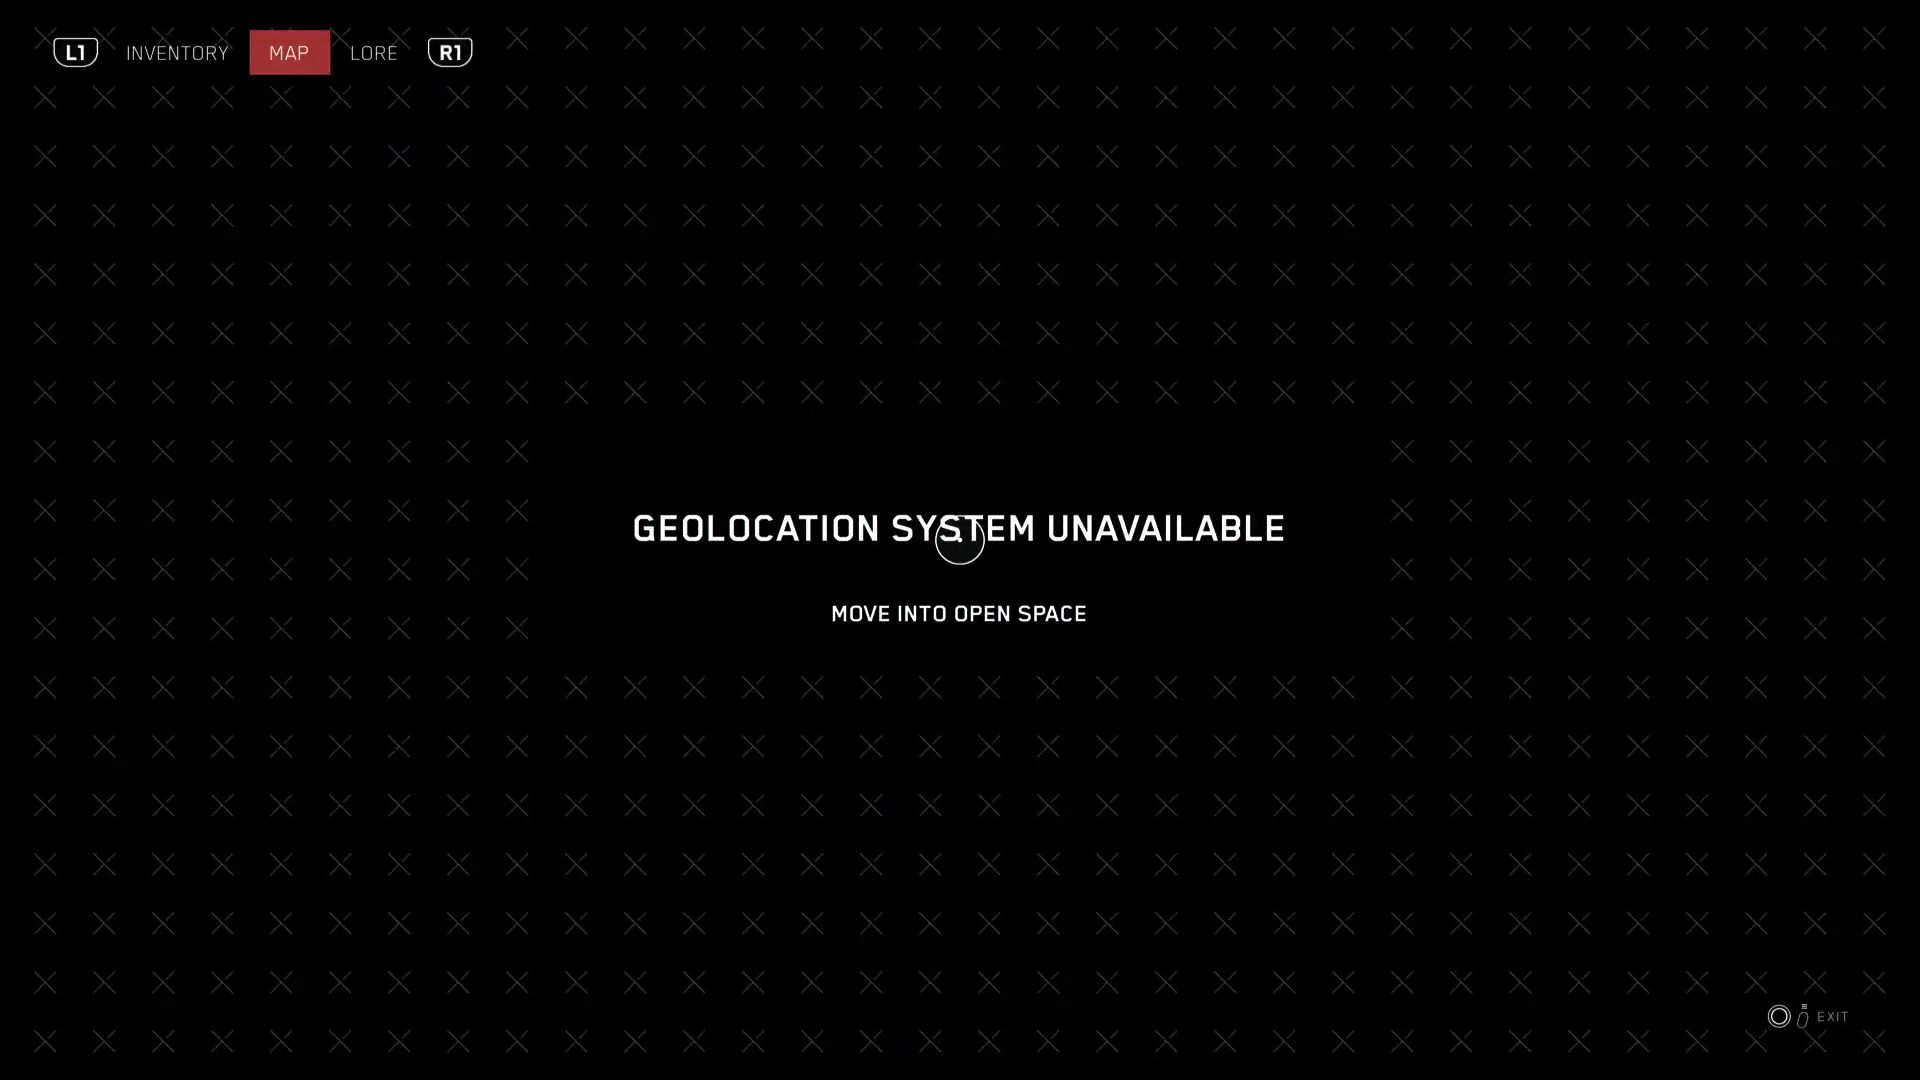 L1 INVENTORY MAP LORE R1
GEOLOCATION SYSTEM UNAVAILABLE
MOVE INTO OPEN SPACE
EXIT